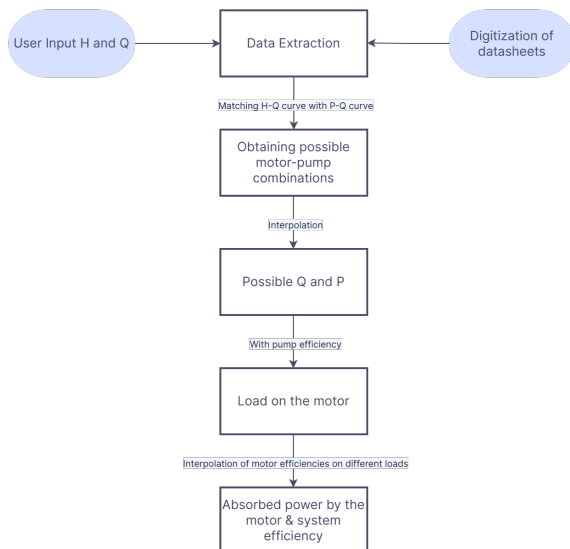 User Input H and Q
Data Extraction
Digitization of
datasheets
Matching H-Q curve with P-Q curve
Obtaining possible
motor-pump
combinations
Interpolation
Possible Q and P
With pump efficiency
Load on the motor
Interpolation of motor efficiencies on different loads
Absorbed power by the
motor & system
efficiency